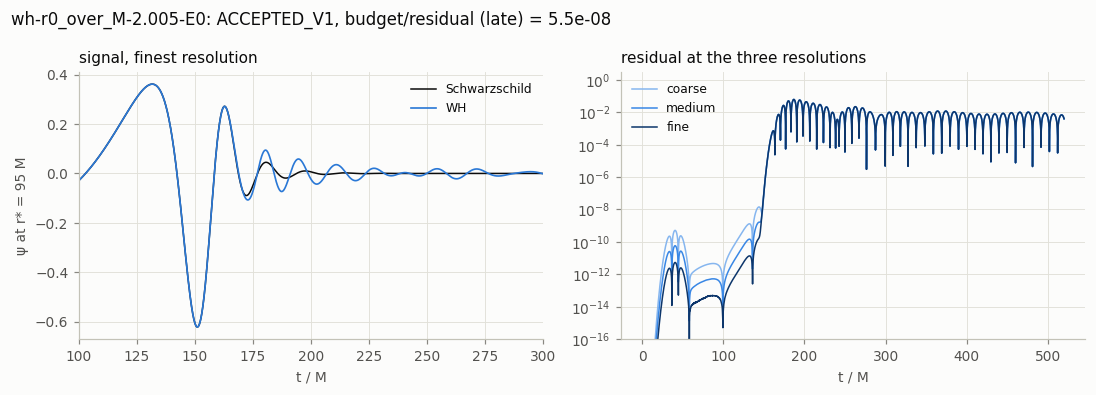 wh-r0_over_M-2.005-E0: ACCEPTED_V1, budget/residual (late) = 5.5e-08
signal, finest resolution
0.4
0.2
0.0
−0.2
−0.4
−0.6
ψ at r* = 95 M
Schwarzschild
WH
100
125
150
175
200
225
250
275
300
t / M
residual at the three resolutions
10⁰
10⁻²
10⁻⁴
10⁻⁶
10⁻⁸
10⁻¹⁰
10⁻¹²
10⁻¹⁴
10⁻¹⁶
coarse
medium
fine
0
100
200
300
400
500
t / M